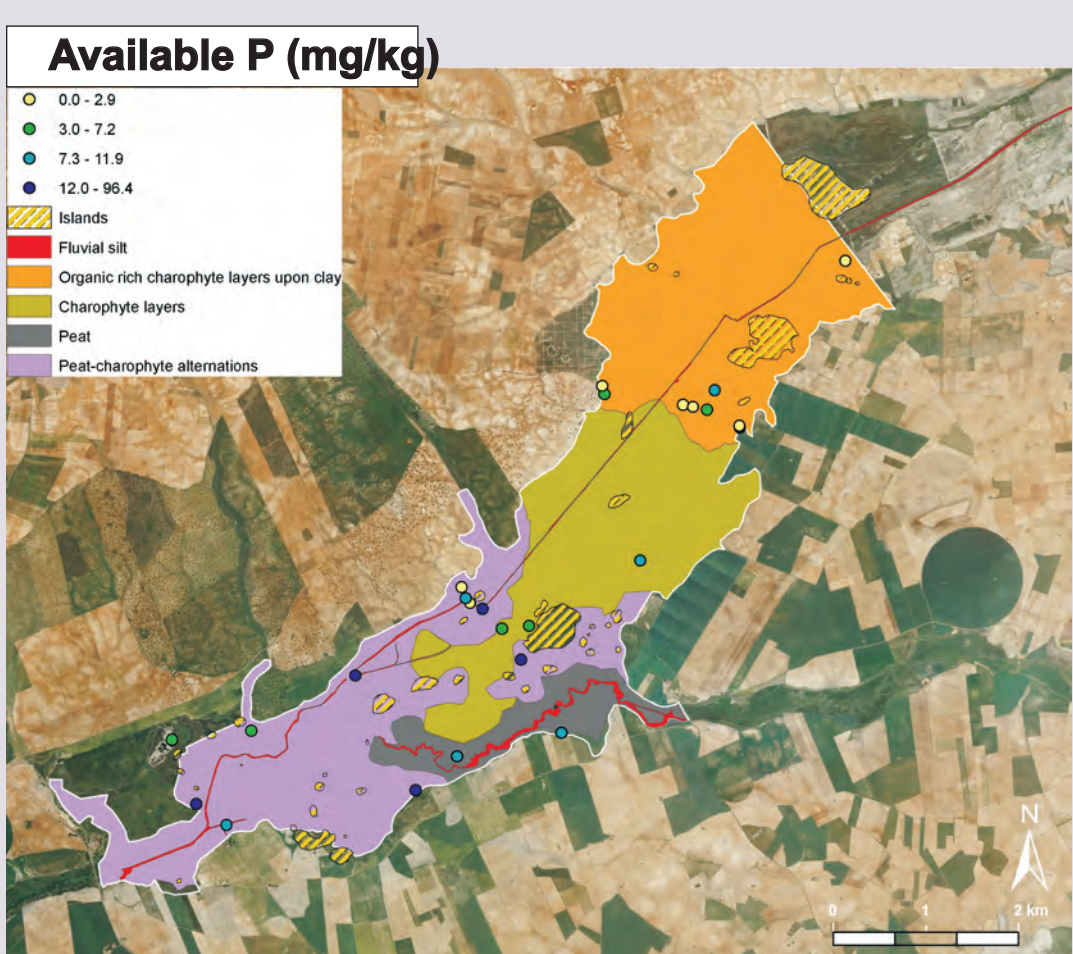 Available P (mg/kg)
0.0 - 2.9
3.0 - 7.2
7.3 - 11.9
12.0 - 96.4
Islands
Fluvial silt
Organic rich charophyte layers upon clay
Charophyte layers
Peat
Peat-charophyte alternations
N
0 1 2 km